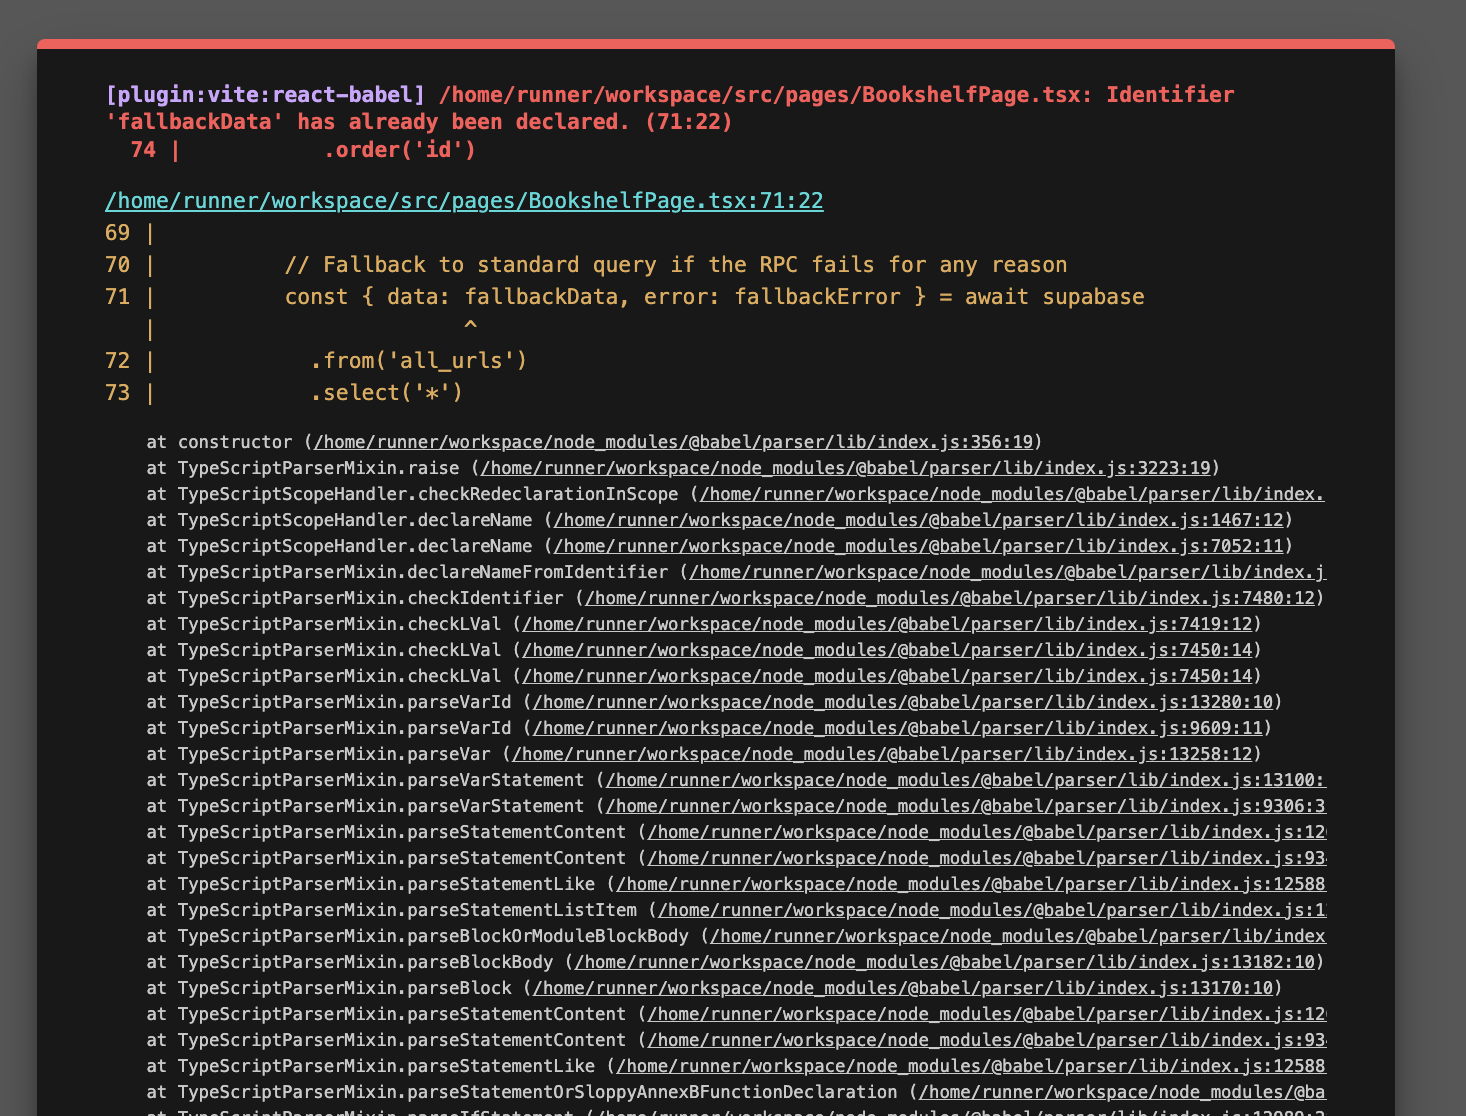 [plugin:vite:react-babel] /home/runner/workspace/src/pages/BookshelfPage.tsx: Identifier
'fallbackData' has already been declared. (71:22)
74 |           .order('id')
/home/runner/workspace/src/pages/BookshelfPage.tsx:71:22
69 |
70 |          // Fallback to standard query if the RPC fails for any reason
71 |          const { data: fallbackData, error: fallbackError } = await supabase
   |                        ^
72 |            .from('all_urls')
73 |            .select('*')
at constructor (/home/runner/workspace/node_modules/@babel/parser/lib/index.js:356:19)
at TypeScriptParserMixin.raise (/home/runner/workspace/node_modules/@babel/parser/lib/index.js:3223:19)
at TypeScriptScopeHandler.checkRedeclarationInScope (/home/runner/workspace/node_modules/@babel/parser/lib/index.
at TypeScriptScopeHandler.declareName (/home/runner/workspace/node_modules/@babel/parser/lib/index.js:1467:12)
at TypeScriptScopeHandler.declareName (/home/runner/workspace/node_modules/@babel/parser/lib/index.js:7052:11)
at TypeScriptParserMixin.declareNameFromIdentifier (/home/runner/workspace/node_modules/@babel/parser/lib/index.j
at TypeScriptParserMixin.checkIdentifier (/home/runner/workspace/node_modules/@babel/parser/lib/index.js:7480:12)
at TypeScriptParserMixin.checkLVal (/home/runner/workspace/node_modules/@babel/parser/lib/index.js:7419:12)
at TypeScriptParserMixin.checkLVal (/home/runner/workspace/node_modules/@babel/parser/lib/index.js:7450:14)
at TypeScriptParserMixin.checkLVal (/home/runner/workspace/node_modules/@babel/parser/lib/index.js:7450:14)
at TypeScriptParserMixin.parseVarId (/home/runner/workspace/node_modules/@babel/parser/lib/index.js:13280:10)
at TypeScriptParserMixin.parseVarId (/home/runner/workspace/node_modules/@babel/parser/lib/index.js:9609:11)
at TypeScriptParserMixin.parseVar (/home/runner/workspace/node_modules/@babel/parser/lib/index.js:13258:12)
at TypeScriptParserMixin.parseVarStatement (/home/runner/workspace/node_modules/@babel/parser/lib/index.js:13100:
at TypeScriptParserMixin.parseVarStatement (/home/runner/workspace/node_modules/@babel/parser/lib/index.js:9306:3
at TypeScriptParserMixin.parseStatementContent (/home/runner/workspace/node_modules/@babel/parser/lib/index.js:12
at TypeScriptParserMixin.parseStatementContent (/home/runner/workspace/node_modules/@babel/parser/lib/index.js:93
at TypeScriptParserMixin.parseStatementLike (/home/runner/workspace/node_modules/@babel/parser/lib/index.js:12588
at TypeScriptParserMixin.parseStatementListItem (/home/runner/workspace/node_modules/@babel/parser/lib/index.js:1
at TypeScriptParserMixin.parseBlockOrModuleBlockBody (/home/runner/workspace/node_modules/@babel/parser/lib/index
at TypeScriptParserMixin.parseBlockBody (/home/runner/workspace/node_modules/@babel/parser/lib/index.js:13182:10)
at TypeScriptParserMixin.parseBlock (/home/runner/workspace/node_modules/@babel/parser/lib/index.js:13170:10)
at TypeScriptParserMixin.parseStatementContent (/home/runner/workspace/node_modules/@babel/parser/lib/index.js:12
at TypeScriptParserMixin.parseStatementContent (/home/runner/workspace/node_modules/@babel/parser/lib/index.js:93
at TypeScriptParserMixin.parseStatementLike (/home/runner/workspace/node_modules/@babel/parser/lib/index.js:12588
at TypeScriptParserMixin.parseStatementOrSloppyAnnexBFunctionDeclaration (/home/runner/workspace/node_modules/@ba
at TypeScriptParserMixin.parseIfStatement (/home/runner/workspace/node_modules/@babel/parser/lib/index.js